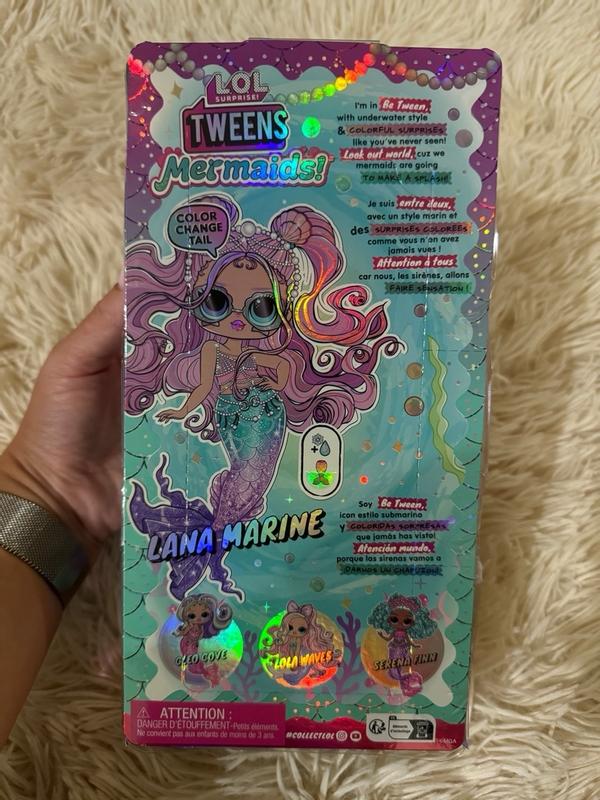 LOL
SURPRISE!
TWEENS
Mermaids!
COLOR
CHANGE
TAIL
I'm in Be Tween,
with underwater style
& COLORFUL SURPRISES
like you've never seen!
Look out world, cuz we
mermaids are going
TO MAKE A SPLASH!
Je suis entre deux,
avec un style marin et
des SURPRISES COLORÉES
comme vous n'en avez
jamais vues !
Attention à tous
car nous, les sirènes, allons
FAIRE SENSATION !
LANA MARINE
Soy Be Tween,
icon estilo submarino
y COLORIDAS SORPRESAS
que jamás has visto!
Atención mundo,
porque las sirenas vamos a
DARNOS UN CHAPUZÓN!
CLEO COVE
LOLA WAVES
SERENA FINN
ATTENTION :
DANGER D'ÉTOUFFEMENT-Petits éléments.
Ne convient pas aux enfants de moins de 3 ans.
#COLLECTLOL
©MGA